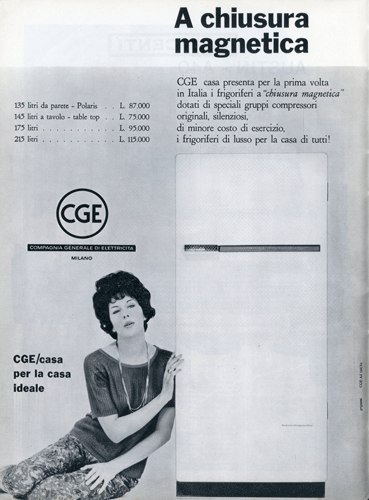 A chiusura
magnetica
CGE casa presenta per la prima volta
in Italia i frigoriferi a "chiusura magnetica"
dotati di speciali gruppi compressori
originali, silenziosi,
di minore costo di esercizio,
i frigoriferi di lusso per la casa di tutti!
135 litri da parete - Polaris . . L. 87.000
145 litri a tavolo - table top . . L. 75.000
175 litri . . . . . . . . . . . L. 95.000
215 litri . . . . . . . . . . . L. 115.000
CGE
COMPAGNIA GENERALE DI ELETTRICITA
MILANO
CGE/casa
per la casa
ideale